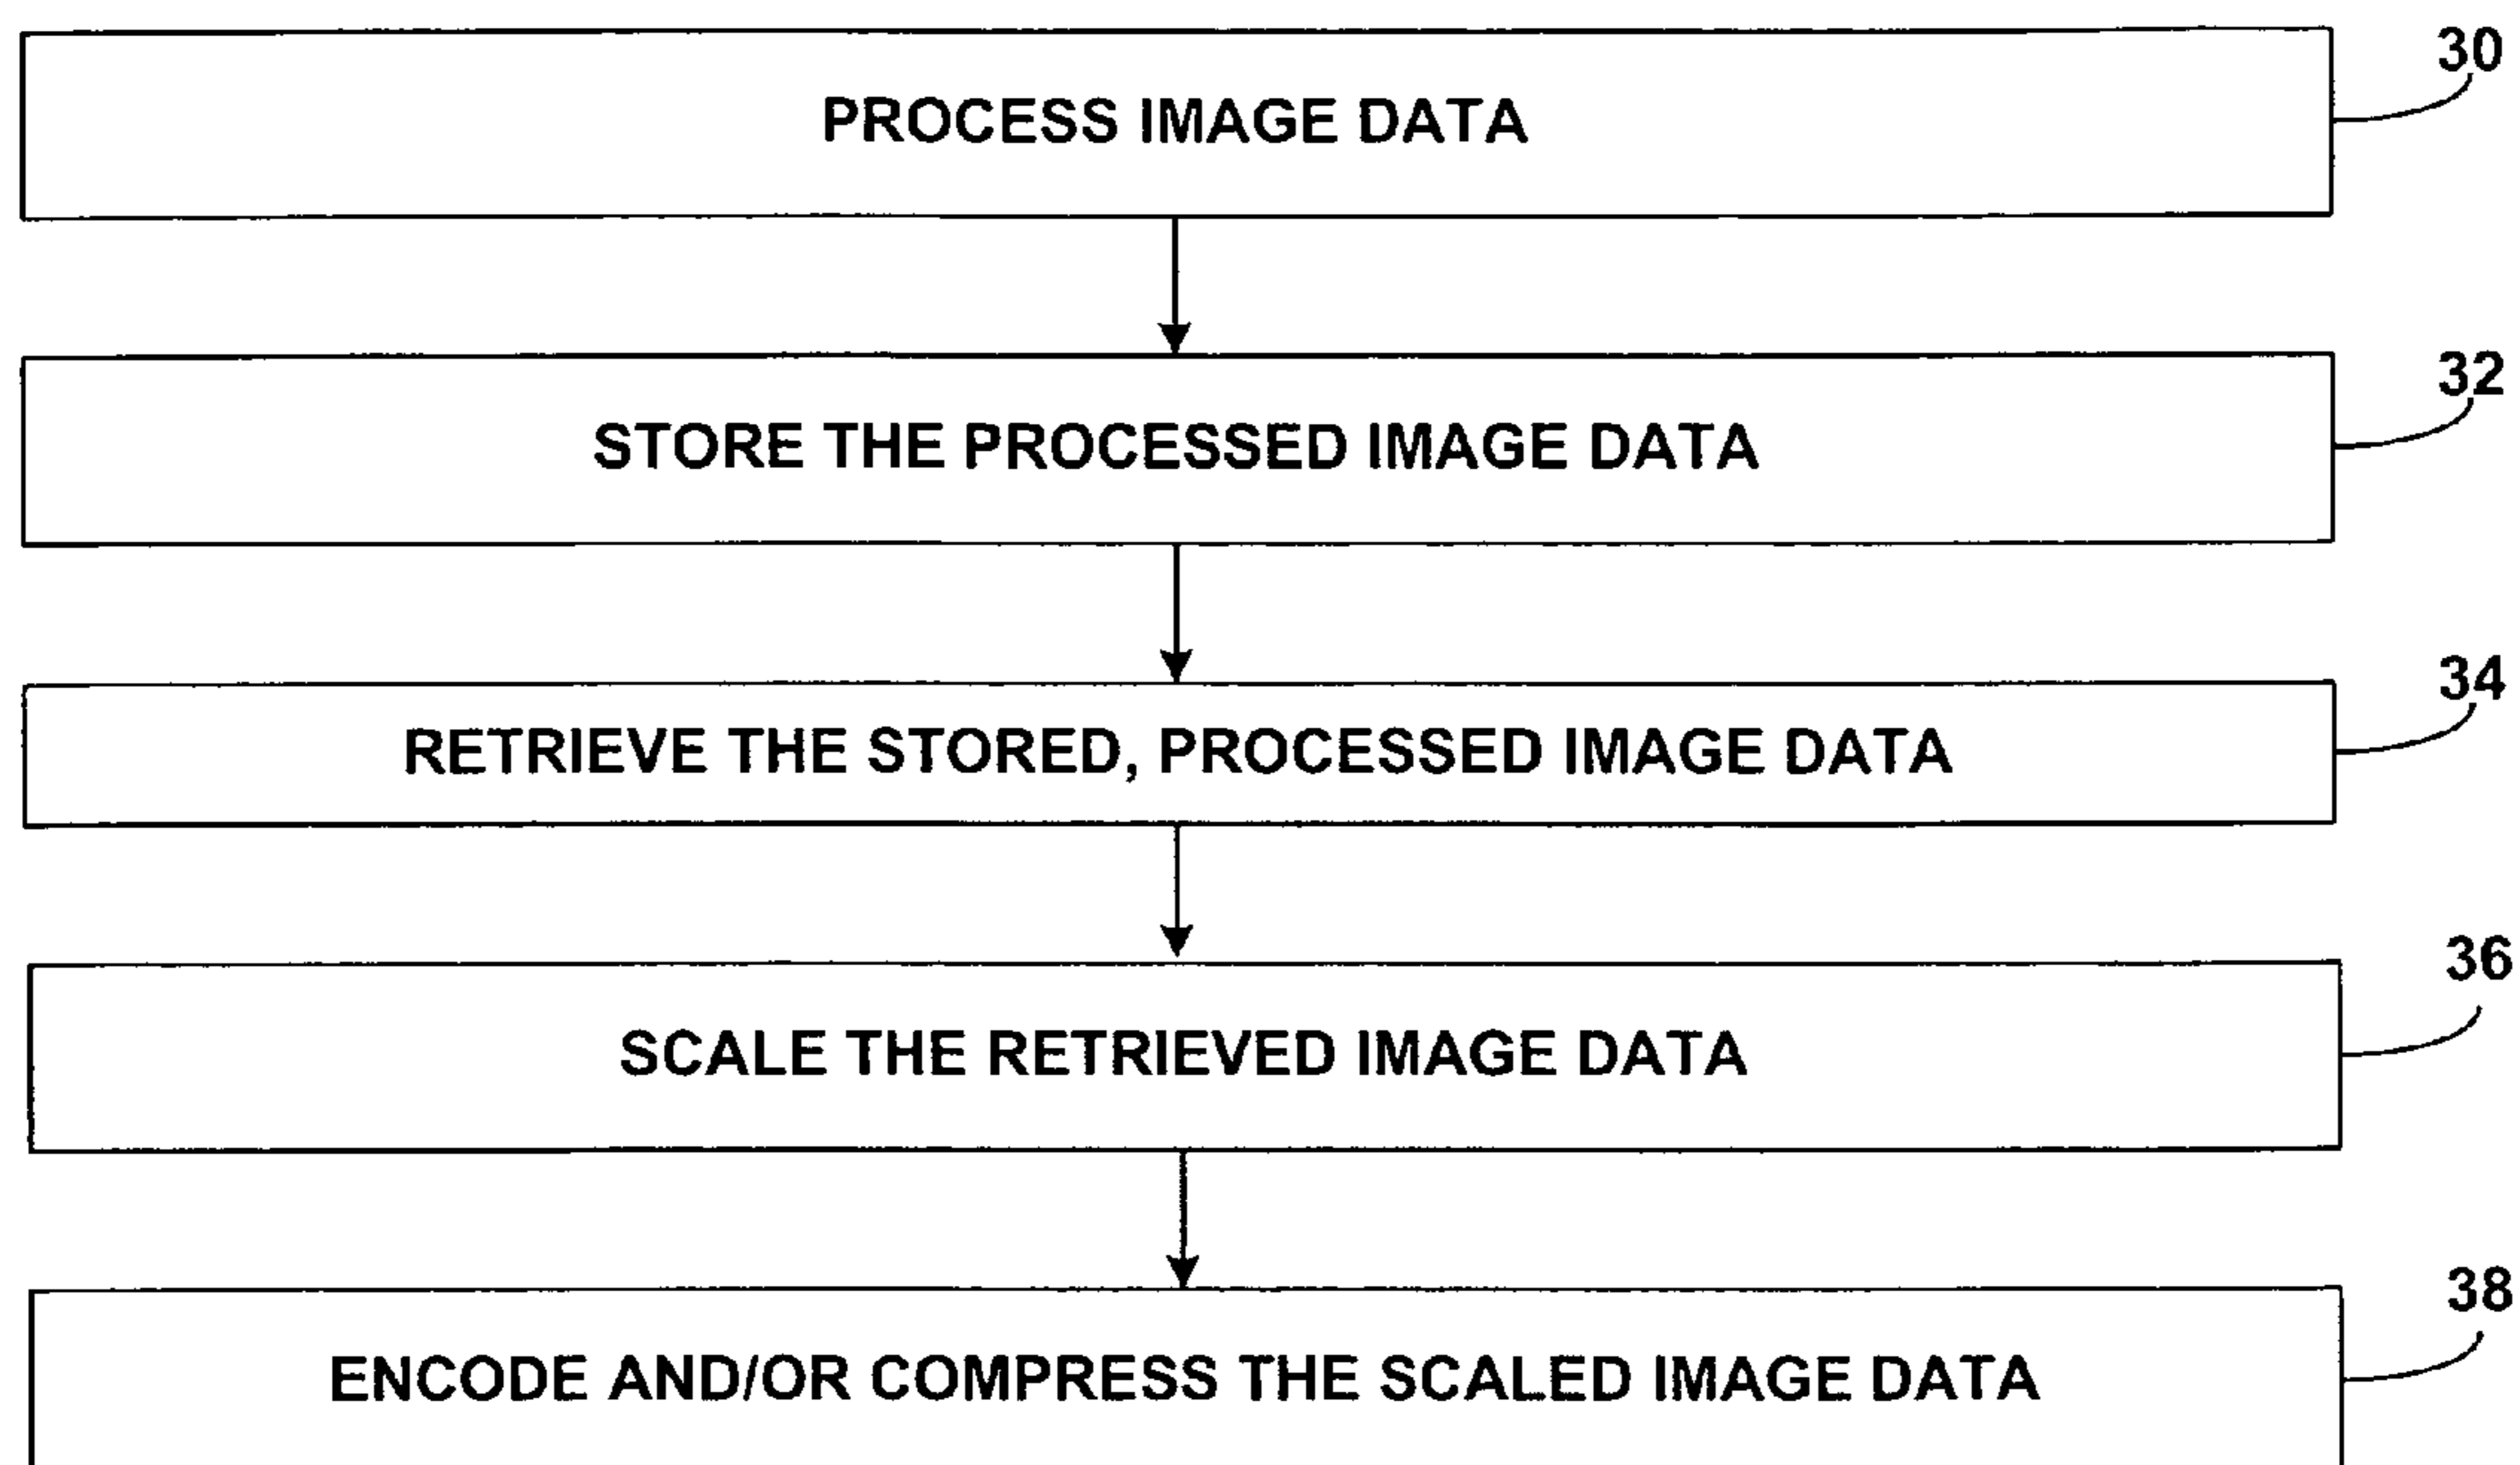 30
PROCESS IMAGE DATA
32
STORE THE PROCESSED IMAGE DATA
34
RETRIEVE THE STORED, PROCESSED IMAGE DATA
36
SCALE THE RETRIEVED IMAGE DATA
38
ENCODE AND/OR COMPRESS THE SCALED IMAGE DATA